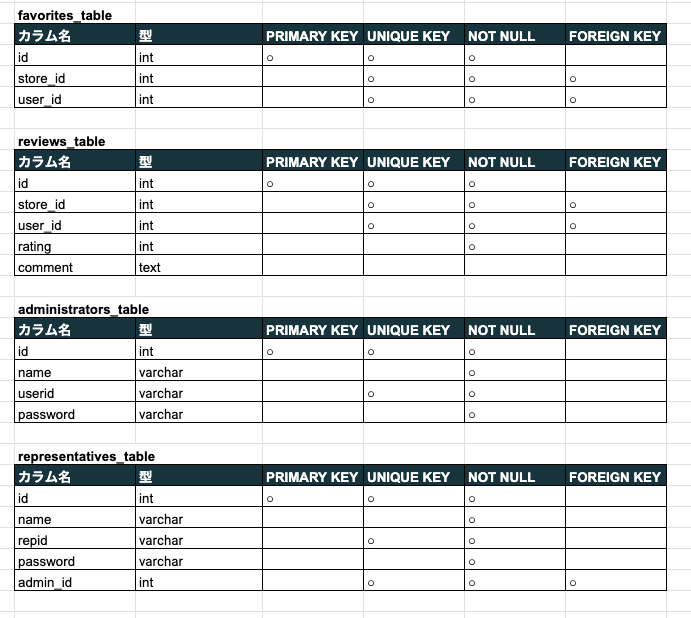 favorites_table
カラム名 型 PRIMARY KEY UNIQUE KEY NOT NULL FOREIGN KEY
id int ○ ○ ○
store_id int ○ ○ ○
user_id int ○ ○ ○
reviews_table
カラム名 型 PRIMARY KEY UNIQUE KEY NOT NULL FOREIGN KEY
id int ○ ○ ○
store_id int ○ ○ ○
user_id int ○ ○ ○
rating int ○
comment text
administrators_table
カラム名 型 PRIMARY KEY UNIQUE KEY NOT NULL FOREIGN KEY
id int ○ ○ ○
name varchar ○
userid varchar ○ ○
password varchar ○
representatives_table
カラム名 型 PRIMARY KEY UNIQUE KEY NOT NULL FOREIGN KEY
id int ○ ○ ○
name varchar ○
repid varchar ○ ○
password varchar ○
admin_id int ○ ○ ○